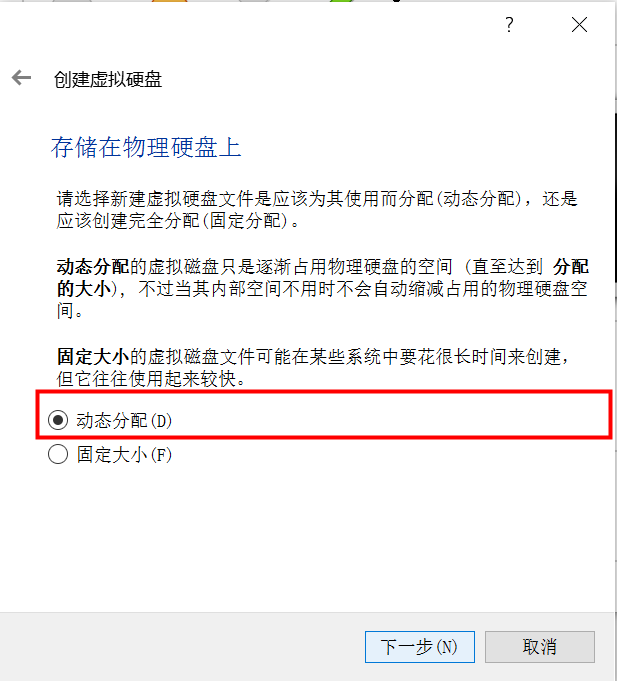 ?
创建虚拟硬盘
存储在物理硬盘上
请选择新建虚拟硬盘文件是应该为其使用而分配(动态分配)，还是
应该创建完全分配(固定分配)。
动态分配的虚拟磁盘只是逐渐占用物理硬盘的空间 (直至达到 分配
的大小)，不过当其内部空间不用时不会自动缩减占用的物理硬盘空
间。
固定大小的虚拟磁盘文件可能在某些系统中要花很长时间来创建，
但它往往使用起来较快。
动态分配(D)
固定大小(F)
下一步(N)
取消